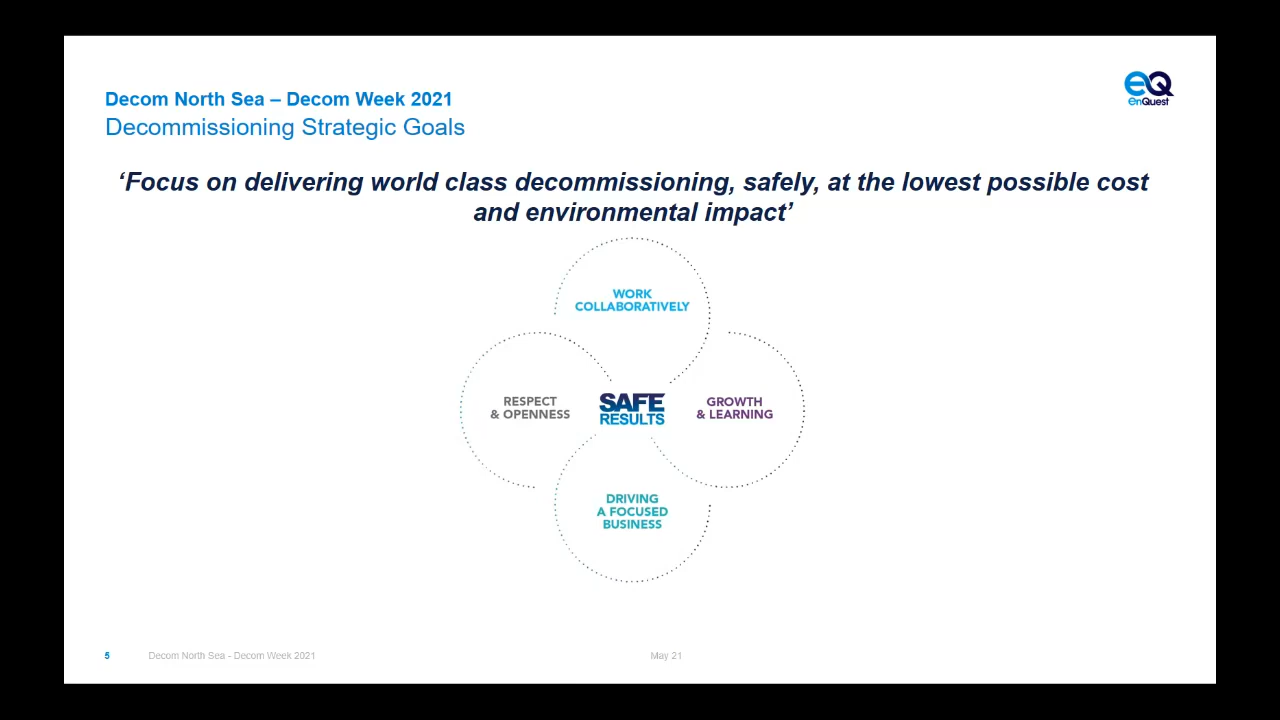 Decom North Sea – Decom Week 2021
Decommissioning Strategic Goals
eQ
enQuest
‘Focus on delivering world class decommissioning, safely, at the lowest possible cost
and environmental impact’
WORK
COLLABORATIVELY
RESPECT
& OPENNESS
SAFE
RESULTS
GROWTH
& LEARNING
DRIVING
A FOCUSED
BUSINESS
5
Decom North Sea - Decom Week 2021
May 21